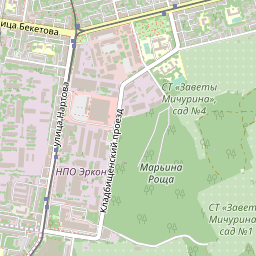 ица Бекетова
улица Нартова
Кладбищенский проезд
СТ «Заветы
Мичурина»,
сад №4
НПО Эркон
Марьина
Роща
СТ «Заветы
Мичурина
сад №1